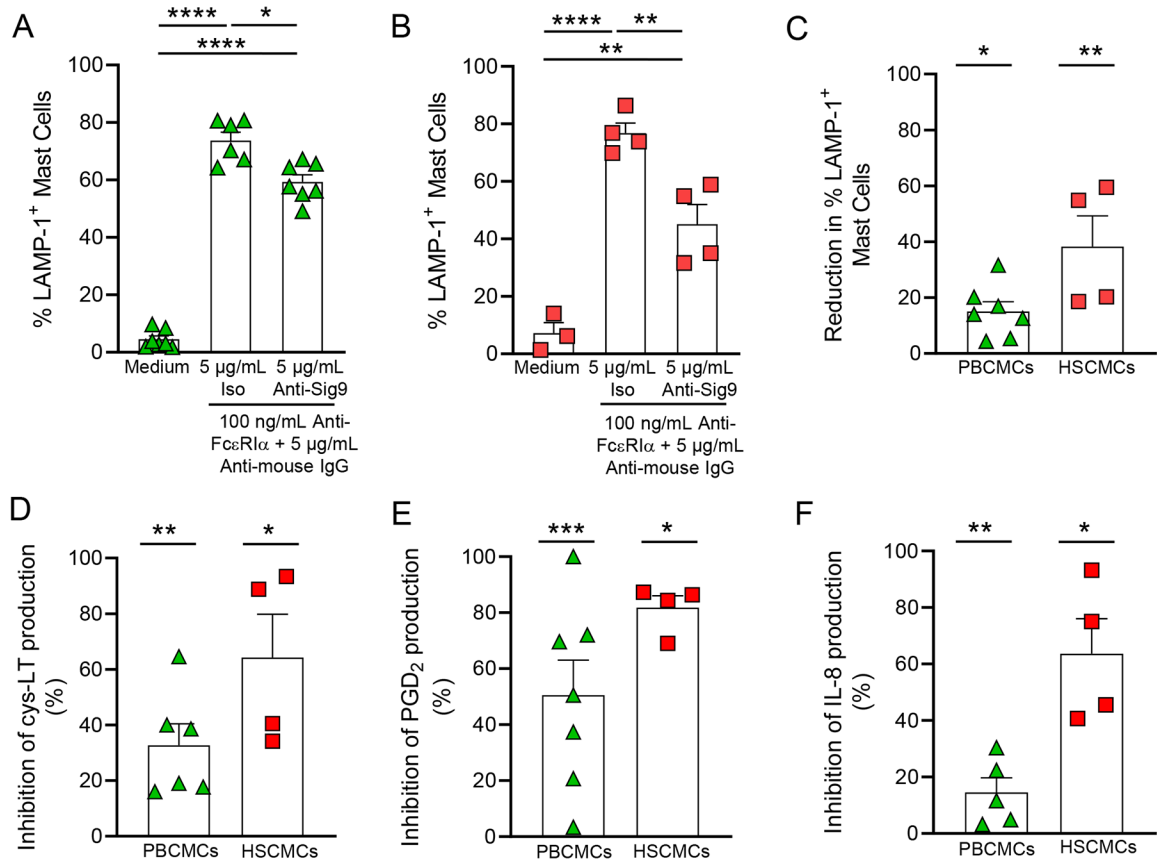 A
**** *
****
% LAMP-1+ Mast Cells
100
80
60
40
20
0
Medium
5 µg/mL
Iso
5 µg/mL
Anti-Sig9
100 ng/mL Anti-
FcεRIα + 5 µg/mL
Anti-mouse IgG
B
**** **
**
% LAMP-1+ Mast Cells
100
80
60
40
20
0
Medium
5 µg/mL
Iso
5 µg/mL
Anti-Sig9
100 ng/mL Anti-
FcεRIα + 5 µg/mL
Anti-mouse IgG
C
* **
Reduction in % LAMP-1+
Mast Cells
100
80
60
40
20
0
PBCMCs HSCMCs
D
** *
Inhibition of cys-LT production
(%)
100
80
60
40
20
0
PBCMCs HSCMCs
E
*** *
Inhibition of PGD2 production
(%)
100
80
60
40
20
0
PBCMCs HSCMCs
F
** *
Inhibition of IL-8 production
(%)
100
80
60
40
20
0
PBCMCs HSCMCs